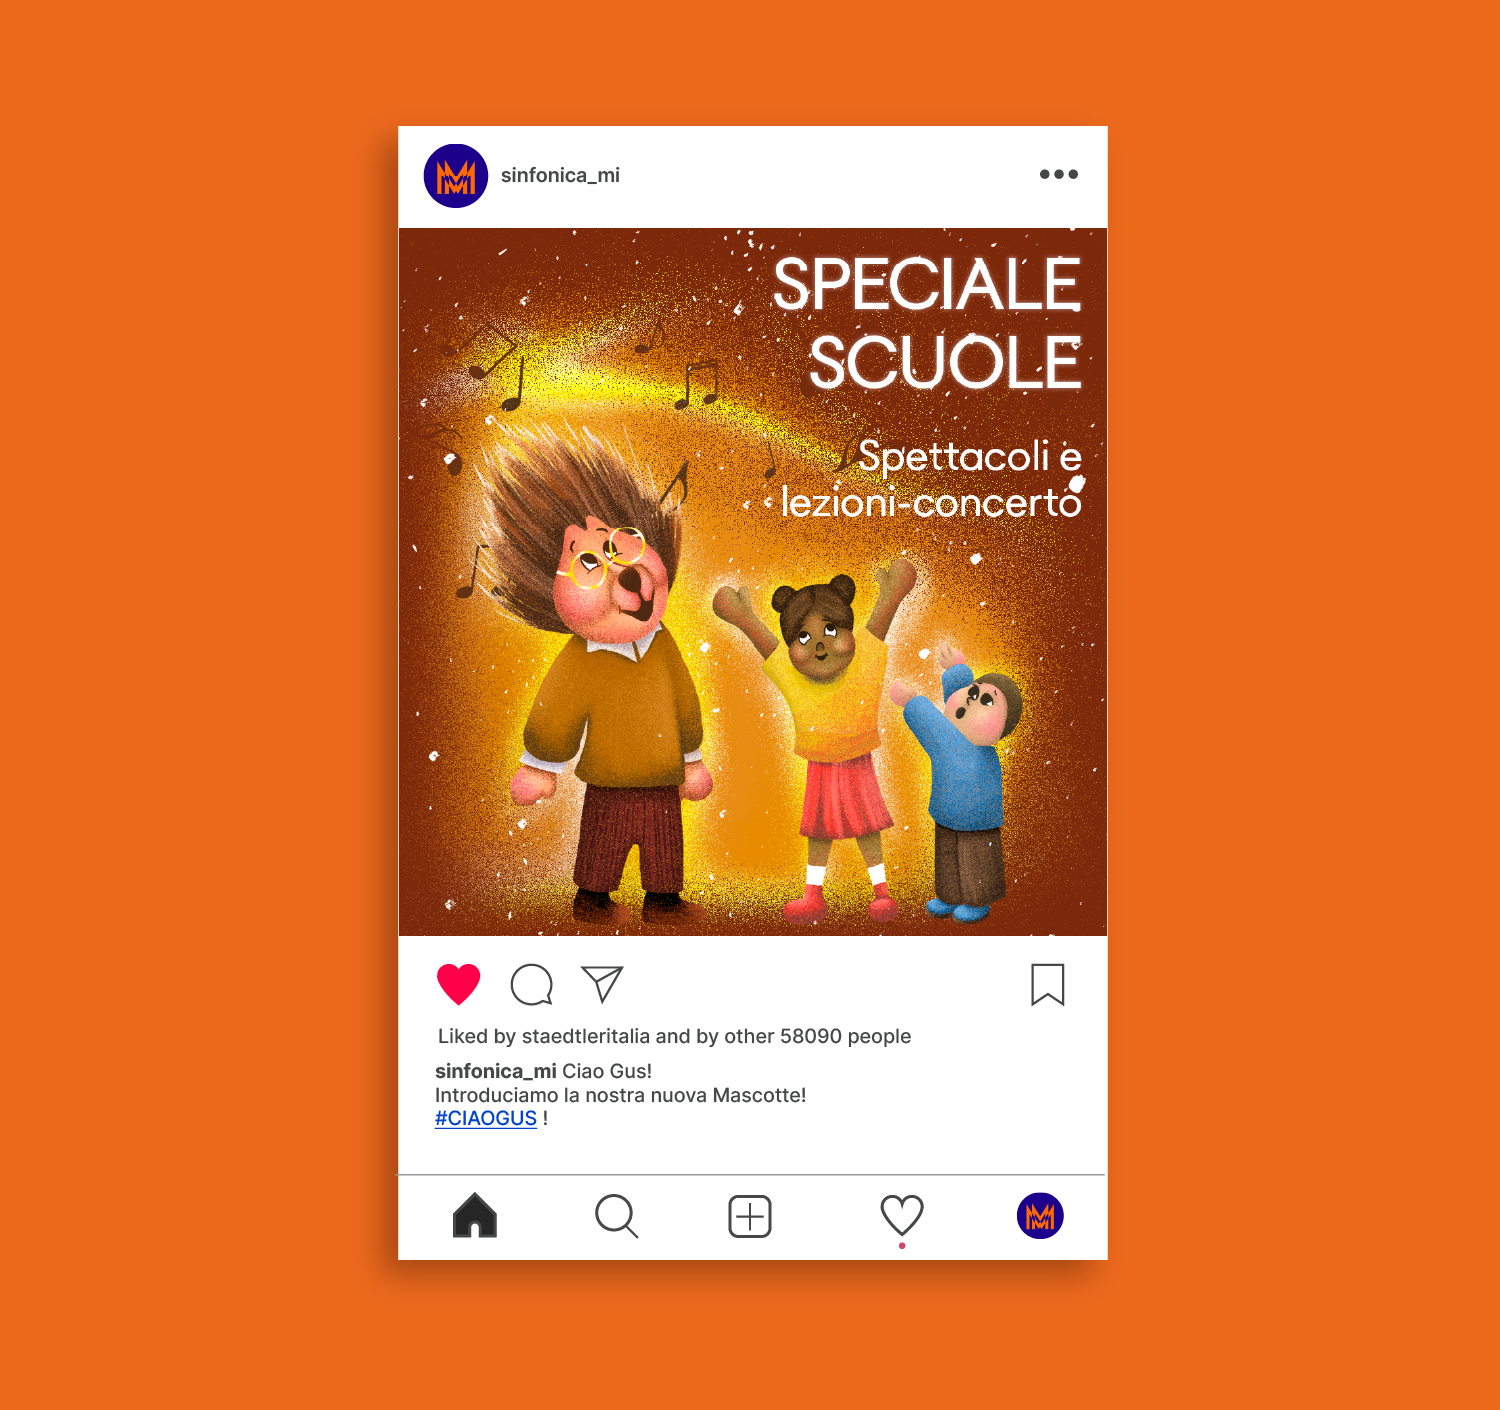 sinfonica_mi
SPECIALE
SCUOLE
Spettacoli e
lezioni-concerto
Liked by staedtleritalia and by other 58090 people
sinfonica_mi Ciao Gus!
Introduciamo la nostra nuova Mascotte!
#CIAOGUS !